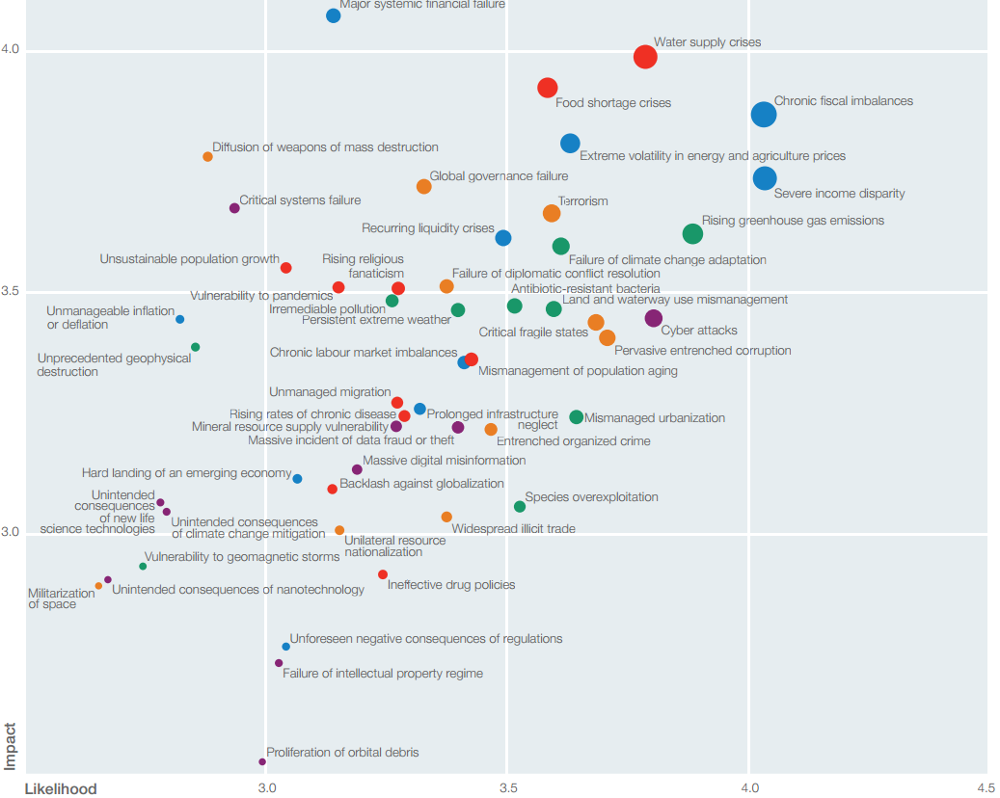 Major systemic financial failure
4.0
Water supply crises
Food shortage crises
Chronic fiscal imbalances
Diffusion of weapons of mass destruction
Extreme volatility in energy and agriculture prices
Global governance failure
Severe income disparity
Critical systems failure
Terrorism
Rising greenhouse gas emissions
Recurring liquidity crises
Unsustainable population growth
Rising religious
fanaticism
Failure of climate change adaptation
Failure of diplomatic conflict resolution
3.5
Vulnerability to pandemics
Antibiotic-resistant bacteria
Land and waterway use mismanagement
Irremediable pollution
Unmanageable inflation
or deflation
Persistent extreme weather
Critical fragile states
Cyber attacks
Unprecedented geophysical
destruction
Chronic labour market imbalances
Pervasive entrenched corruption
Mismanagement of population aging
Unmanaged migration
Rising rates of chronic disease
Prolonged infrastructure
neglect
Mismanaged urbanization
Mineral resource supply vulnerability
Massive incident of data fraud or theft
Entrenched organized crime
Massive digital misinformation
Hard landing of an emerging economy
Backlash against globalization
Unintended
consequences
of new life
science technologies
Species overexploitation
Unintended consequences
of climate change mitigation
Widespread illicit trade
3.0
Unilateral resource
nationalization
Vulnerability to geomagnetic storms
Militarization
of space
Unintended consequences of nanotechnology
Ineffective drug policies
Unforeseen negative consequences of regulations
Failure of intellectual property regime
Proliferation of orbital debris
Impact
Likelihood
3.0
3.5
4.0
4.5